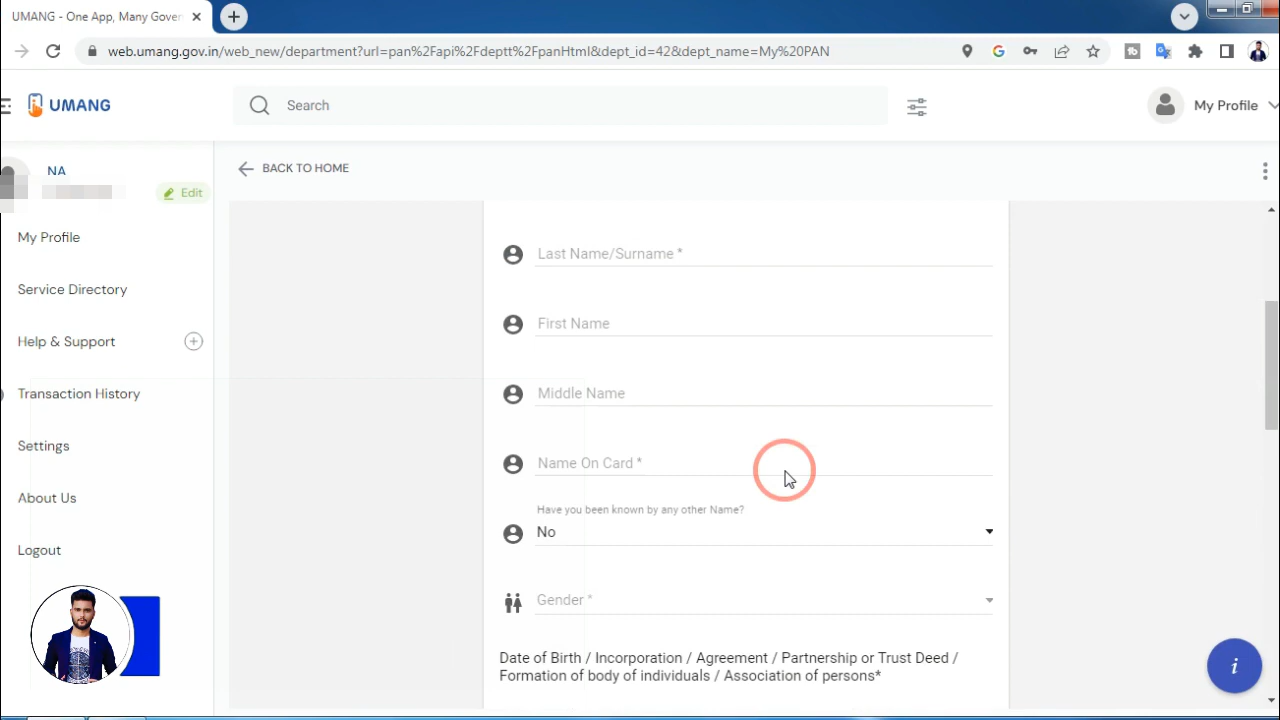 UMANG - One App, Many Gover
web.umang.gov.in/web_new/department?url=pan%2Fapi%2Fdeptt%2FpanHtml&dept_id=42&dept_name=My%20PAN
UMANG
Search
My Profile
NA
Edit
BACK TO HOME
My Profile
Service Directory
Help & Support
Transaction History
Settings
About Us
Logout
Last Name/Surname *
First Name
Middle Name
Name On Card *
Have you been known by any other Name?
No
Gender *
Date of Birth / Incorporation / Agreement / Partnership or Trust Deed /
Formation of body of individuals / Association of persons*
i